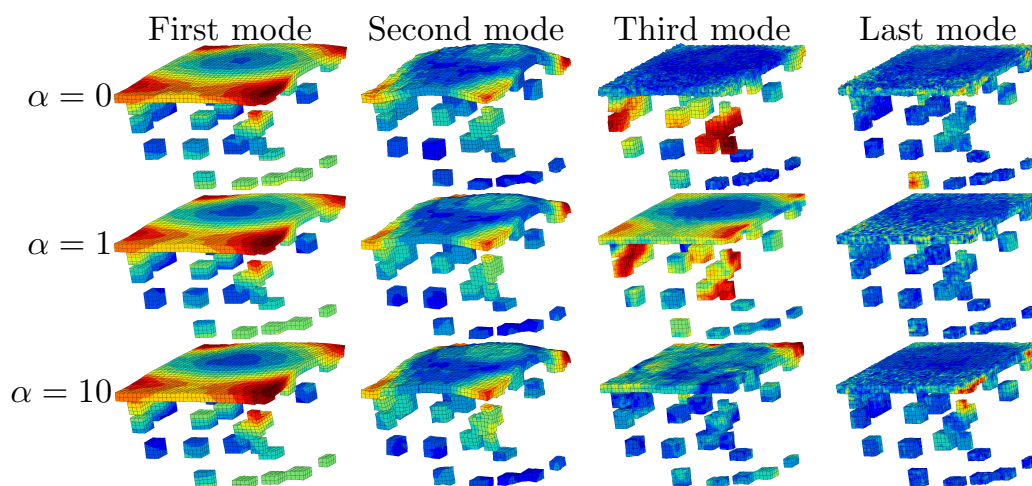 First mode Second mode Third mode Last mode
α = 0
α = 1
α = 10